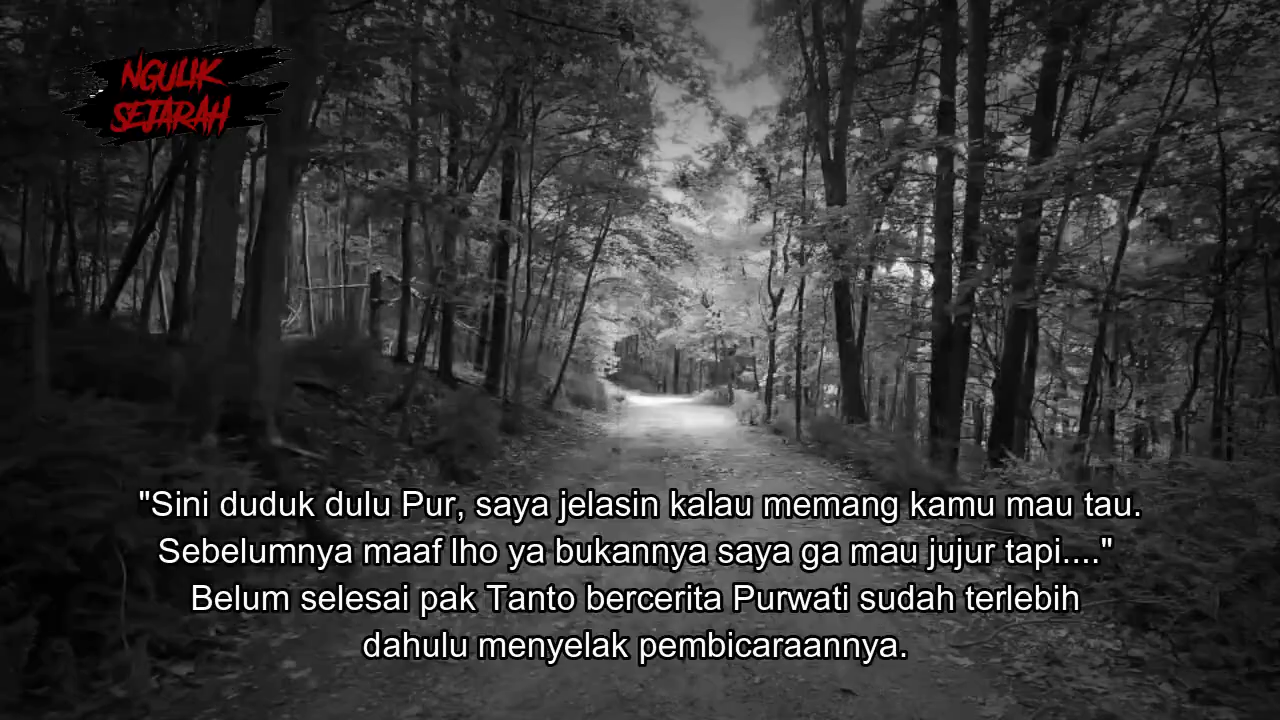 NGULIK
SEJARAH
"Sini duduk dulu Pur, saya jelasin kalau memang kamu mau tau.
Sebelumnya maaf lho ya bukannya saya ga mau jujur tapi...."
Belum selesai pak Tanto bercerita Purwati sudah terlebih
dahulu menyelak pembicaraannya.